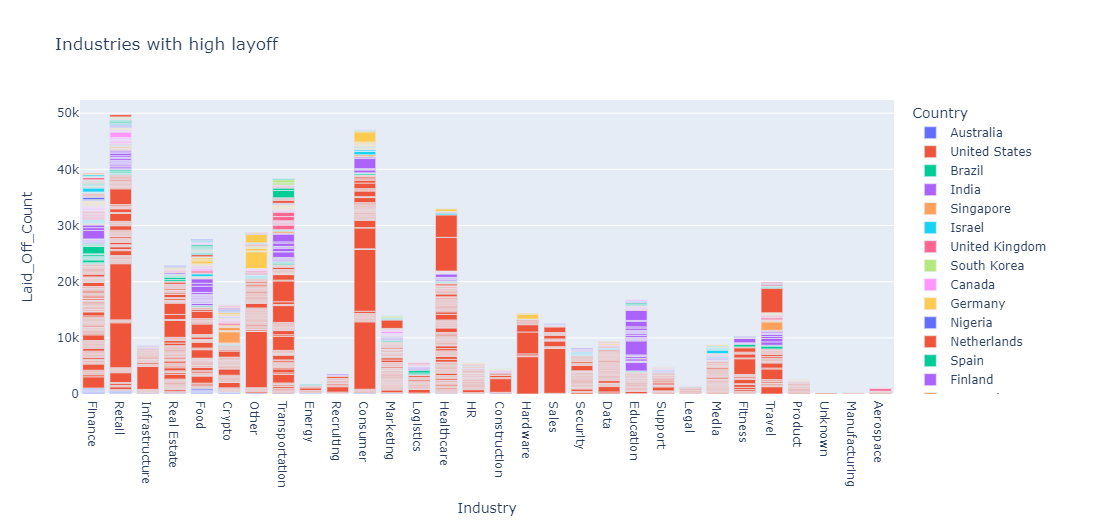 Industries with high layoff
Laid_Off_Count
50k
40k
30k
20k
10k
0
Finance
Retail
Infrastructure
Real Estate
Food
Crypto
Other
Transportation
Energy
Recruiting
Consumer
Marketing
Logistics
Healthcare
HR
Construction
Hardware
Sales
Security
Data
Education
Support
Legal
Media
Fitness
Travel
Product
Unknown
Manufacturing
Aerospace
Industry
Country
Australia
United States
Brazil
India
Singapore
Israel
United Kingdom
South Korea
Canada
Germany
Nigeria
Netherlands
Spain
Finland